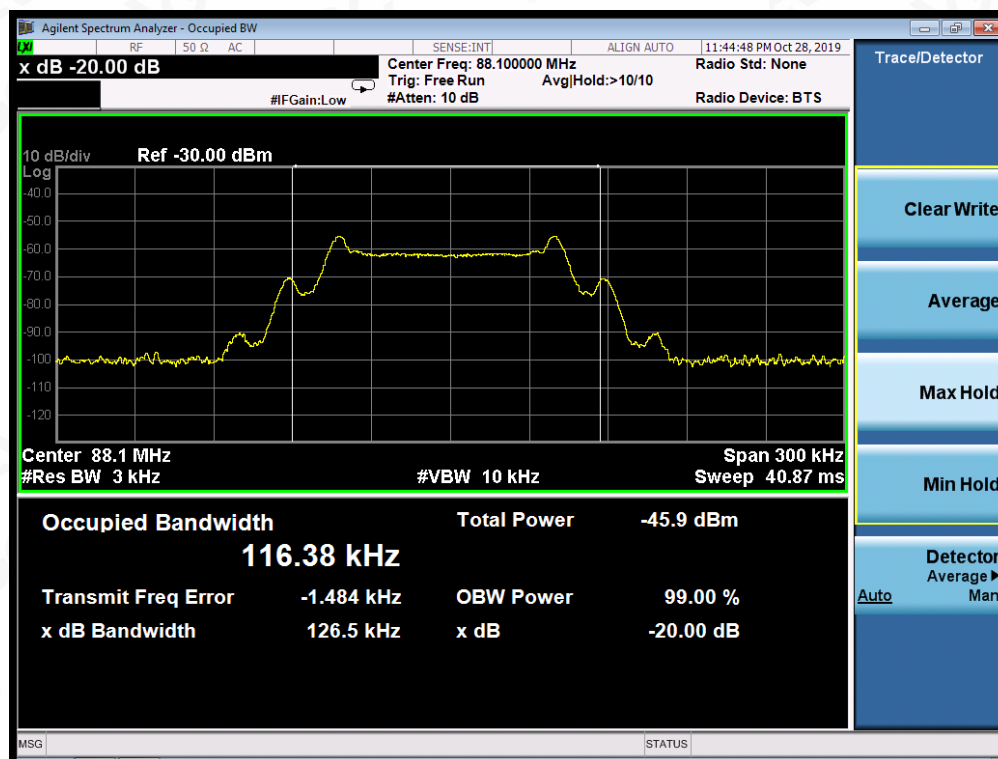 Agilent Spectrum Analyzer - Occupied BW
LXI RF 50 Ω AC SENSE:INT ALIGN AUTO 11:44:48 PM Oct 28, 2019
x dB -20.00 dB
Center Freq: 88.100000 MHz
Radio Std: None
Trig: Free Run Avg|Hold:>10/10
#IFGain:Low
#Atten: 10 dB
Radio Device: BTS
10 dB/div Ref -30.00 dBm
Log
-40.0
-50.0
-60.0
-70.0
-80.0
-90.0
-100
-110
-120
Center 88.1 MHz Span 300 kHz
#Res BW 3 kHz #VBW 10 kHz Sweep 40.87 ms
Occupied Bandwidth Total Power -45.9 dBm
116.38 kHz
Transmit Freq Error -1.484 kHz OBW Power 99.00 %
x dB Bandwidth 126.5 kHz x dB -20.00 dB
MSG STATUS
Trace/Detector
Clear Write
Average
Max Hold
Min Hold
Detector
Average
Auto Man